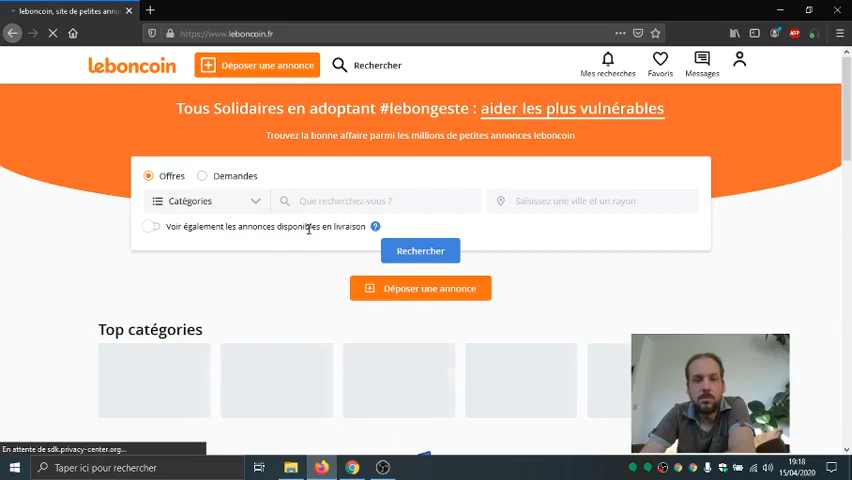 leboncoin, site de petites anno
https://www.leboncoin.fr
leboncoin
Déposer une annonce
Rechercher
Mes recherches
Favoris
Messages
Tous Solidaires en adoptant #lebongeste : aider les plus vulnérables
Trouvez la bonne affaire parmi les millions de petites annonces leboncoin
Offres
Demandes
Catégories
Que recherchez-vous ?
Saisissez une ville et un rayon
Voir également les annonces disponibles en livraison
?
Rechercher
Déposer une annonce
Top catégories
En attente de sdk.privacy-center.org...
Taper ici pour rechercher
19:18
15/04/2020